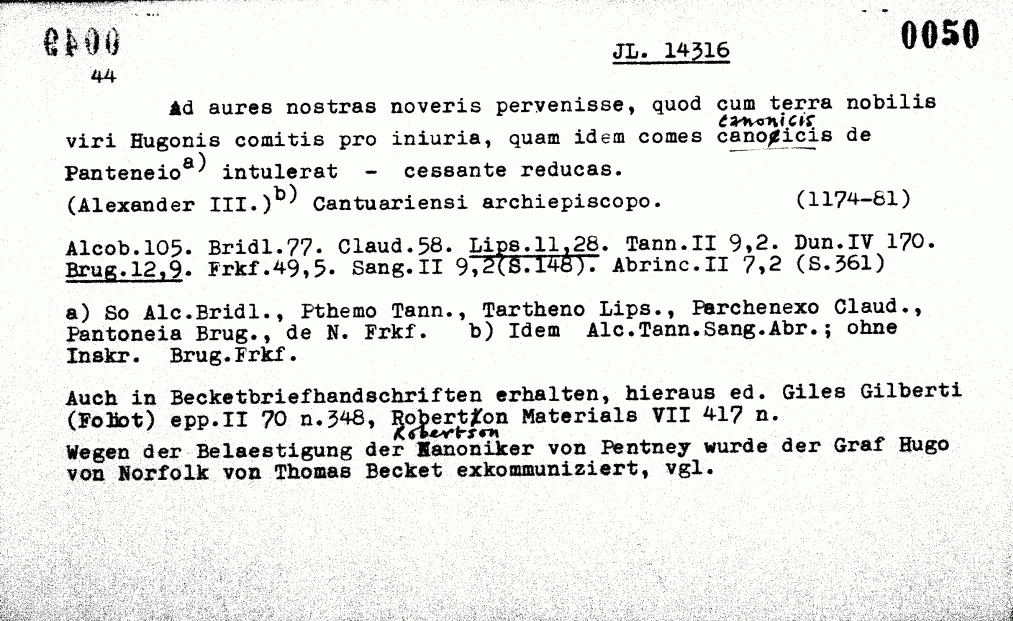 0049
0050
JL. 14316
44
Ad aures nostras noveris pervenisse, quod cum terra nobilis
canonicis
viri Hugonis comitis pro iniuria, quam idem comes canogicis de
Panteneio a) intulerat - cessante reducas.
(Alexander III.) b) Cantuariensi archiepiscopo. (1174-81)
Alcob.105. Bridl.77. Claud.58. Lips.11,28. Tann.II 9,2. Dun.IV 170.
Brug.12,9. Frkf.49,5. Sang.II 9,2(S.148). Abrinc.II 7,2 (S.361)
a) So Alc.Bridl., Pthemo Tann., Tartheno Lips., Parchenexo Claud.,
Pantoneia Brug., de N. Frkf. b) Idem Alc.Tann.Sang.Abr.; ohne
Inskr. Brug.Frkf.
Auch in Becketbriefhandschriften erhalten, hieraus ed. Giles Gilberti
(Foliot) epp.II 70 n.348, Robertzon Materials VII 417 n.
Robertson
Wegen der Belaestigung der Kanoniker von Pentney wurde der Graf Hugo
von Norfolk von Thomas Becket exkommuniziert, vgl.